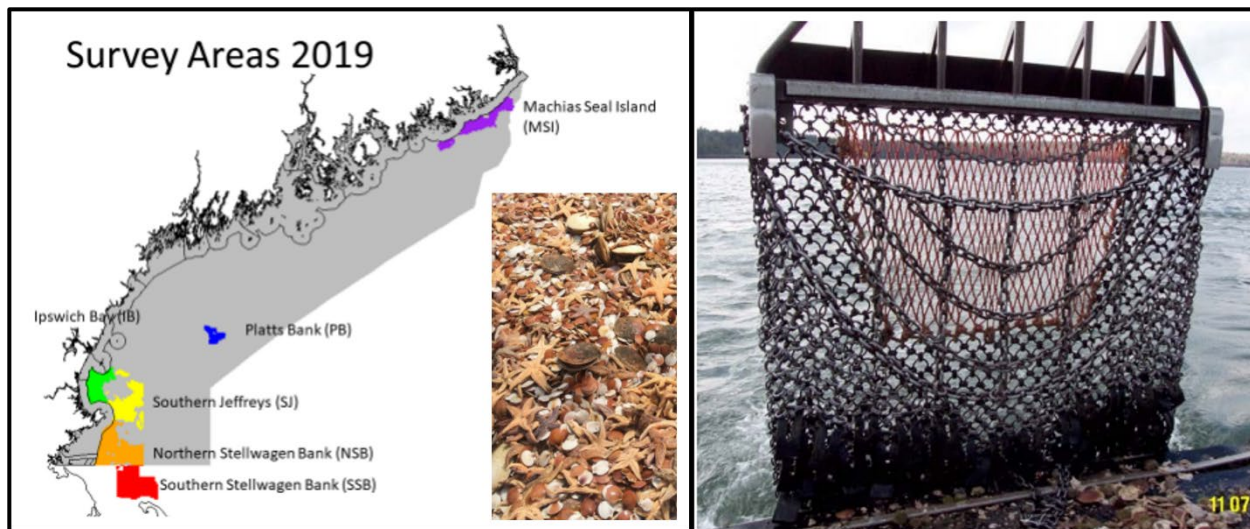 Survey Areas 2019
Machias Seal Island
(MSI)
Ipswich Bay (IB)
Platts Bank (PB)
Southern Jeffreys (SJ)
Northern Stellwagen Bank (NSB)
Southern Stellwagen Bank (SSB)
11 07